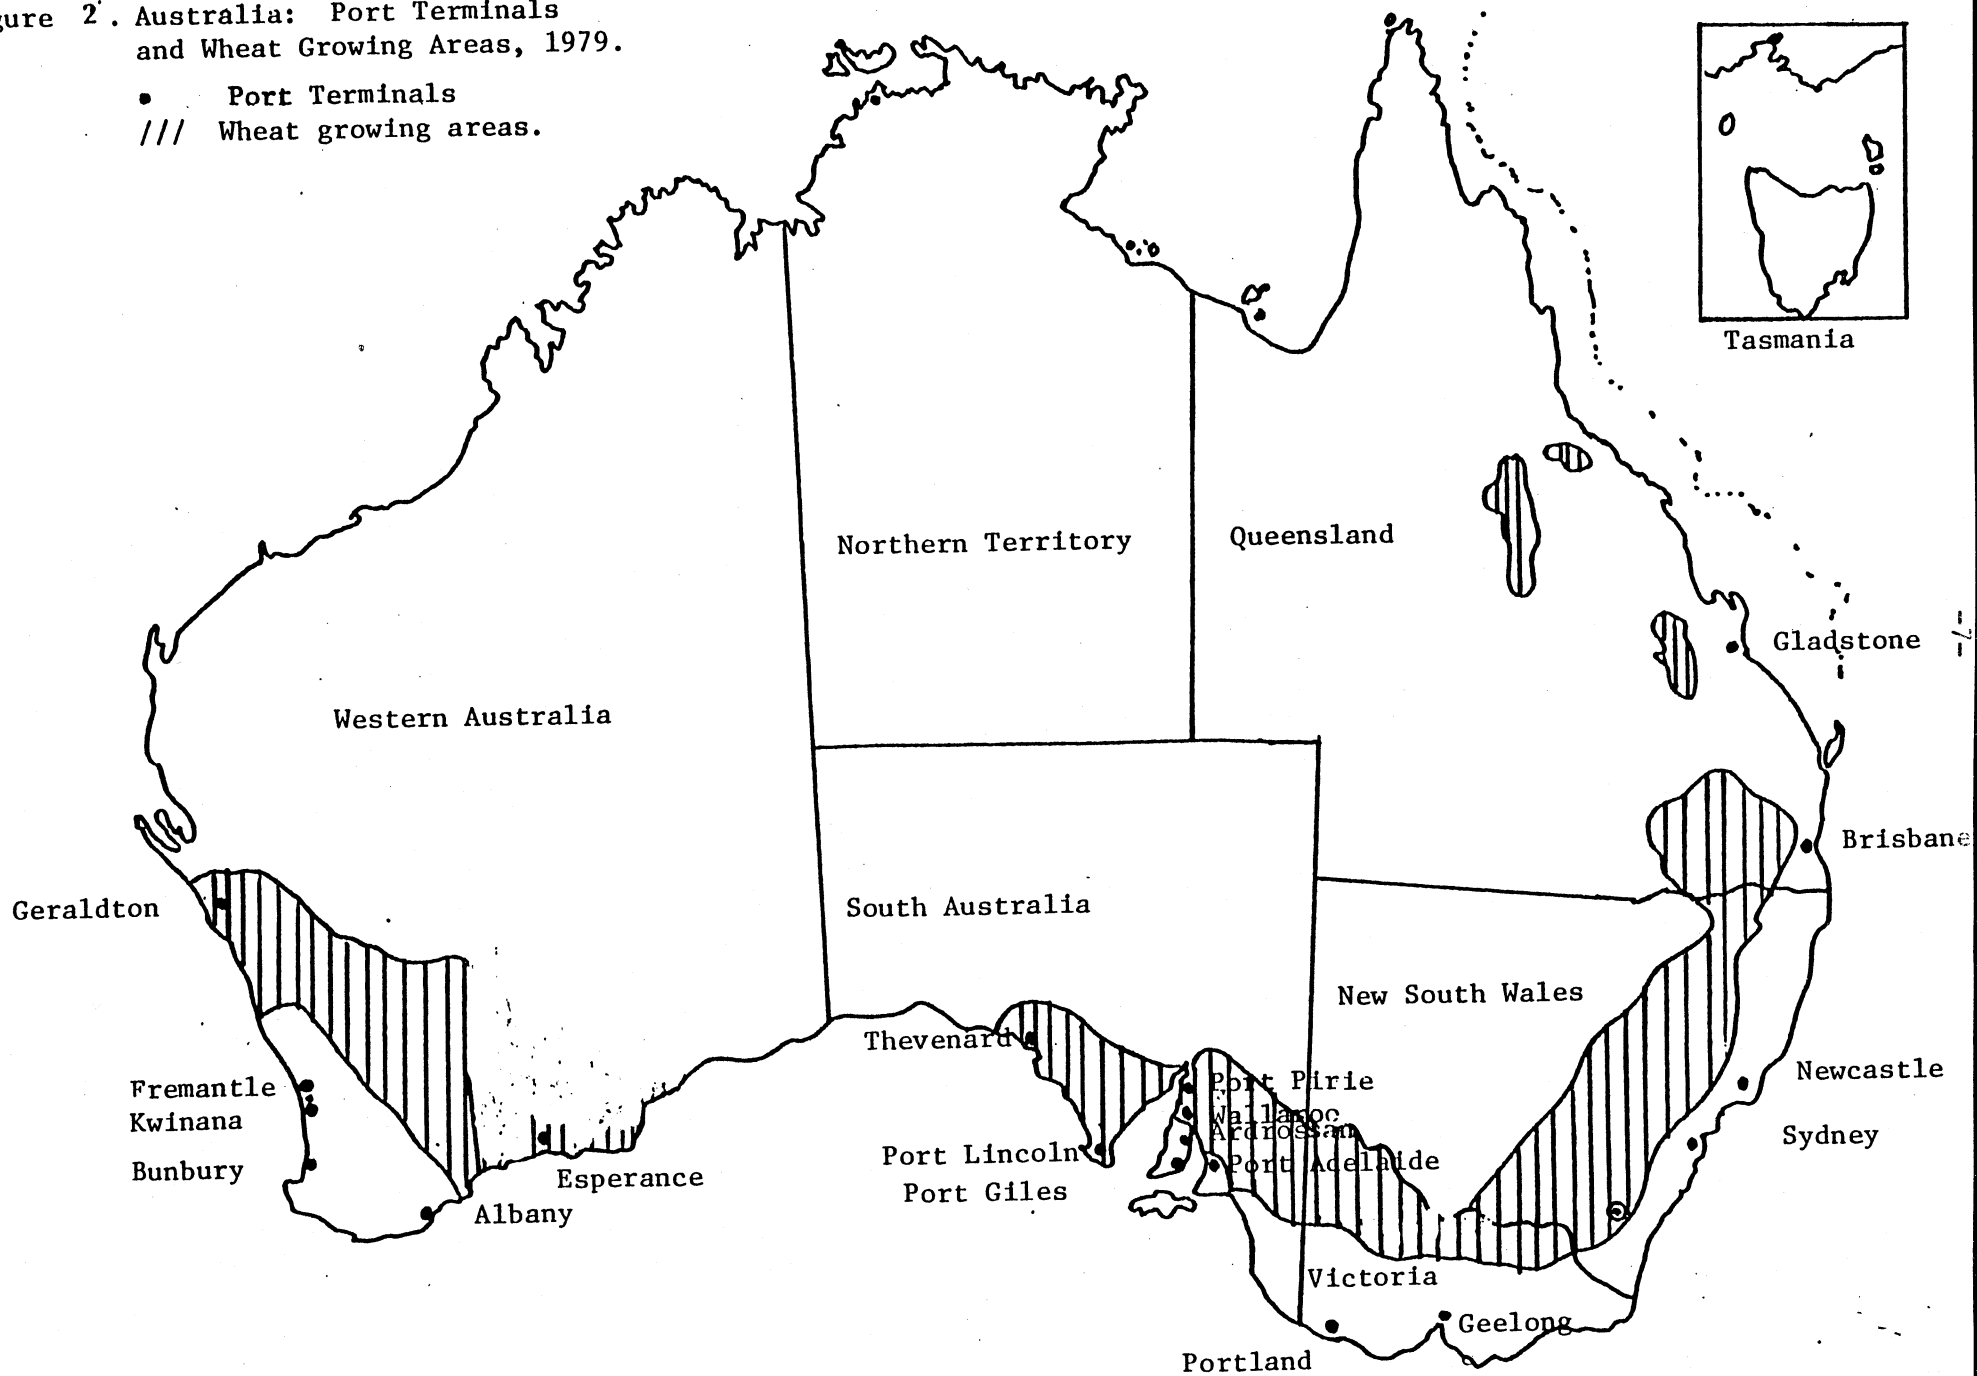 gure 2. Australia: Port Terminals
and Wheat Growing Areas, 1979.
• Port Terminals
/// Wheat growing areas.
Tasmania
Northern Territory
Queensland
Gladstone
-7-
Western Australia
Brisbane
Geraldton
South Australia
New South Wales
Thevenard
Fremantle
Kwinana
Bunbury
Esperance
Albany
Port Pirie
Wallaroo
Ardrossan
Port Lincoln
Port Adelaide
Port Giles
Newcastle
Sydney
Victoria
Geelong
Portland